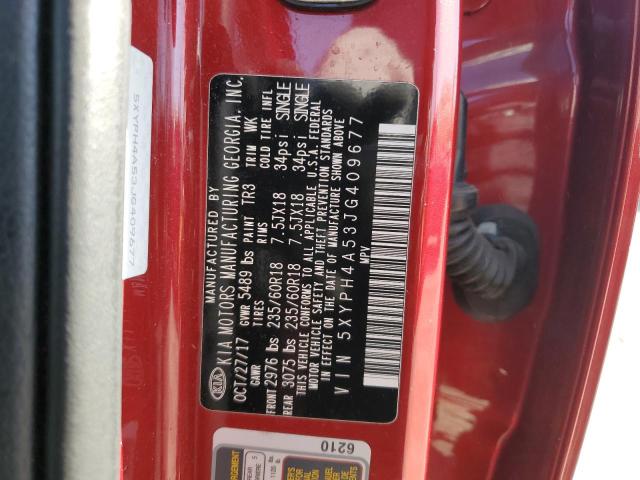 5XYPH4A53JG409677
MANUFACTURED BY
KIA MOTORS MANUFACTURING GEORGIA, INC.
KIA
OCT/27/17 GVWR 5489 lbs PAINT TR3 TRIM WK
GAWR TIRES RIMS COLD TIRE INFL
FRONT 2976 lbs 235/60R18 7.5JX18 34psi SINGLE
REAR 3075 lbs 235/60R18 7.5JX18 34psi SINGLE
THIS VEHICLE CONFORMS TO ALL APPLICABLE U.S.A. FEDERAL
MOTOR VEHICLE SAFETY AND THEFT PREVENTION STANDARDS
IN EFFECT ON THE DATE OF MANUFACTURE SHOWN ABOVE
VIN 5XYPH4A53JG409677
MPV
6210